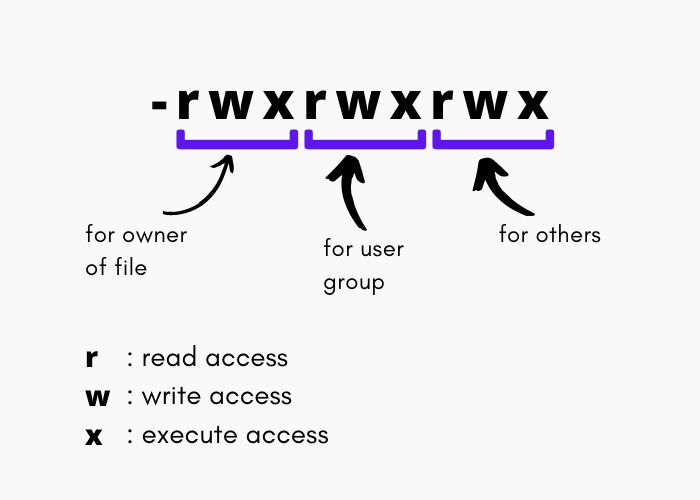 -rwxrwxrwx
for owner
of file
for user
group
for others
r : read access
w : write access
x : execute access